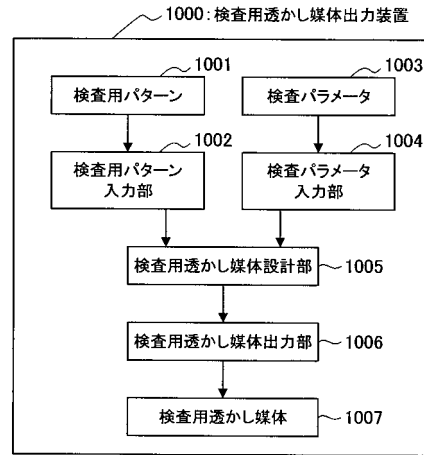 1000:検査用透かし媒体出力装置
1001
1003
検査用パターン
検査パラメータ
1002
1004
検査用パターン
入力部
検査パラメータ
入力部
検査用透かし媒体設計部
1005
検査用透かし媒体出力部
1006
検査用透かし媒体
1007